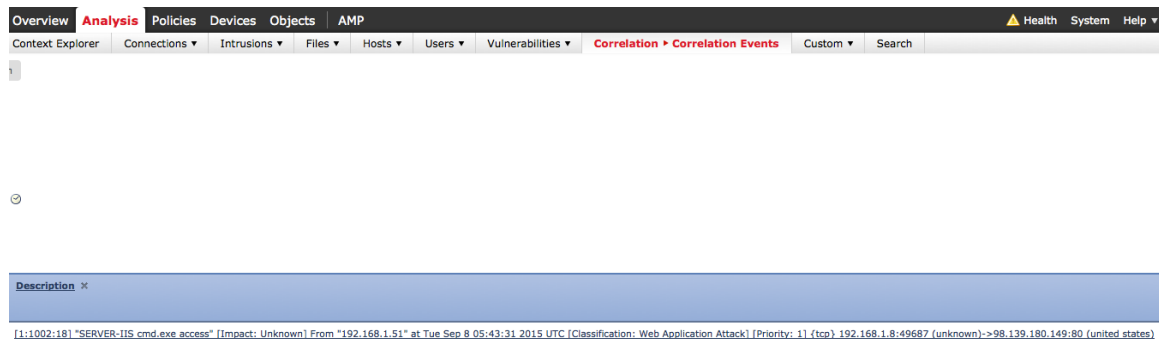 Overview Analysis Policies Devices Objects AMP Health System Help ▾
Context Explorer Connections ▾ Intrusions ▾ Files ▾ Hosts ▾ Users ▾ Vulnerabilities ▾ Correlation ▸ Correlation Events Custom ▾ Search
Description ×
[1:1002:18] "SERVER-IIS cmd.exe access" [Impact: Unknown] From "192.168.1.51" at Tue Sep 8 05:43:31 2015 UTC [Classification: Web Application Attack] [Priority: 1] {tcp} 192.168.1.8:49687 (unknown)->98.139.180.149:80 (united states)